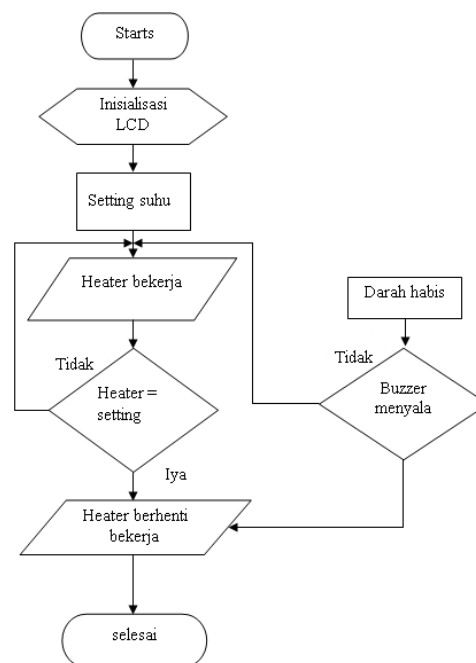 Starts
Inisialisasi
LCD
Setting suhu
Heater bekerja
Darah habis
Tidak
Heater =
setting
Tidak
Buzzer
menyala
Iya
Heater berhenti
bekerja
selesai